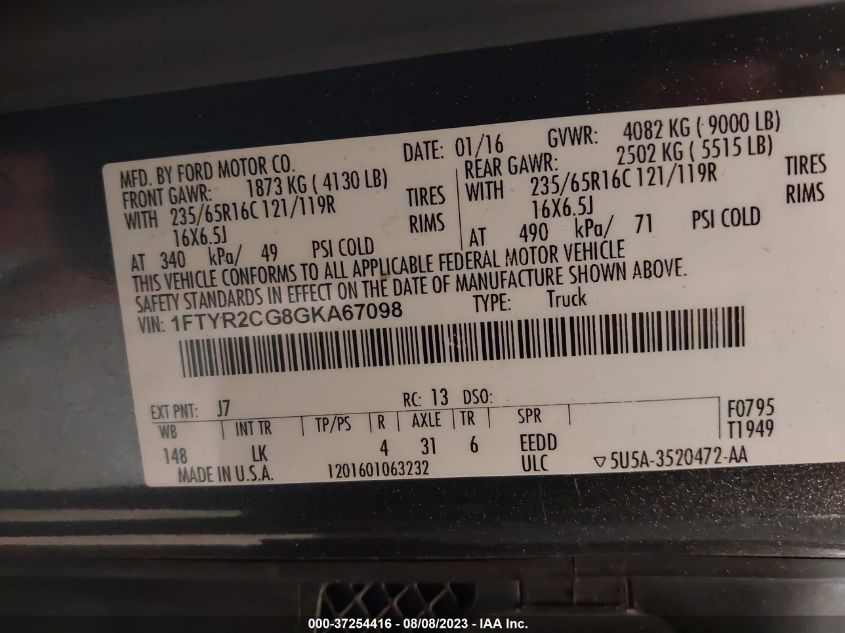 MFD. BY FORD MOTOR CO.
DATE: 01/16 GVWR: 4082 KG ( 9000 LB)
FRONT GAWR: 1873 KG ( 4130 LB)
REAR GAWR: 2502 KG ( 5515 LB)
WITH 235/65R16C 121/119R TIRES
WITH 235/65R16C 121/119R TIRES
16X6.5J RIMS
16X6.5J RIMS
AT 340 kPa/ 49 PSI COLD
AT 490 kPa/ 71 PSI COLD
THIS VEHICLE CONFORMS TO ALL APPLICABLE FEDERAL MOTOR VEHICLE
SAFETY STANDARDS IN EFFECT ON THE DATE OF MANUFACTURE SHOWN ABOVE.
VIN: 1FTYR2CG8GKA67098 TYPE: Truck
EXT PNT: J7 RC: 13 DSO:
WB INT TR TP/PS R AXLE TR SPR F0795
T1949
148 LK 4 31 6 EEDD
MADE IN U.S.A. 1201601063232 ULC ▽5U5A-3520472-AA
000-37254416 - 08/08/2023 - IAA Inc.